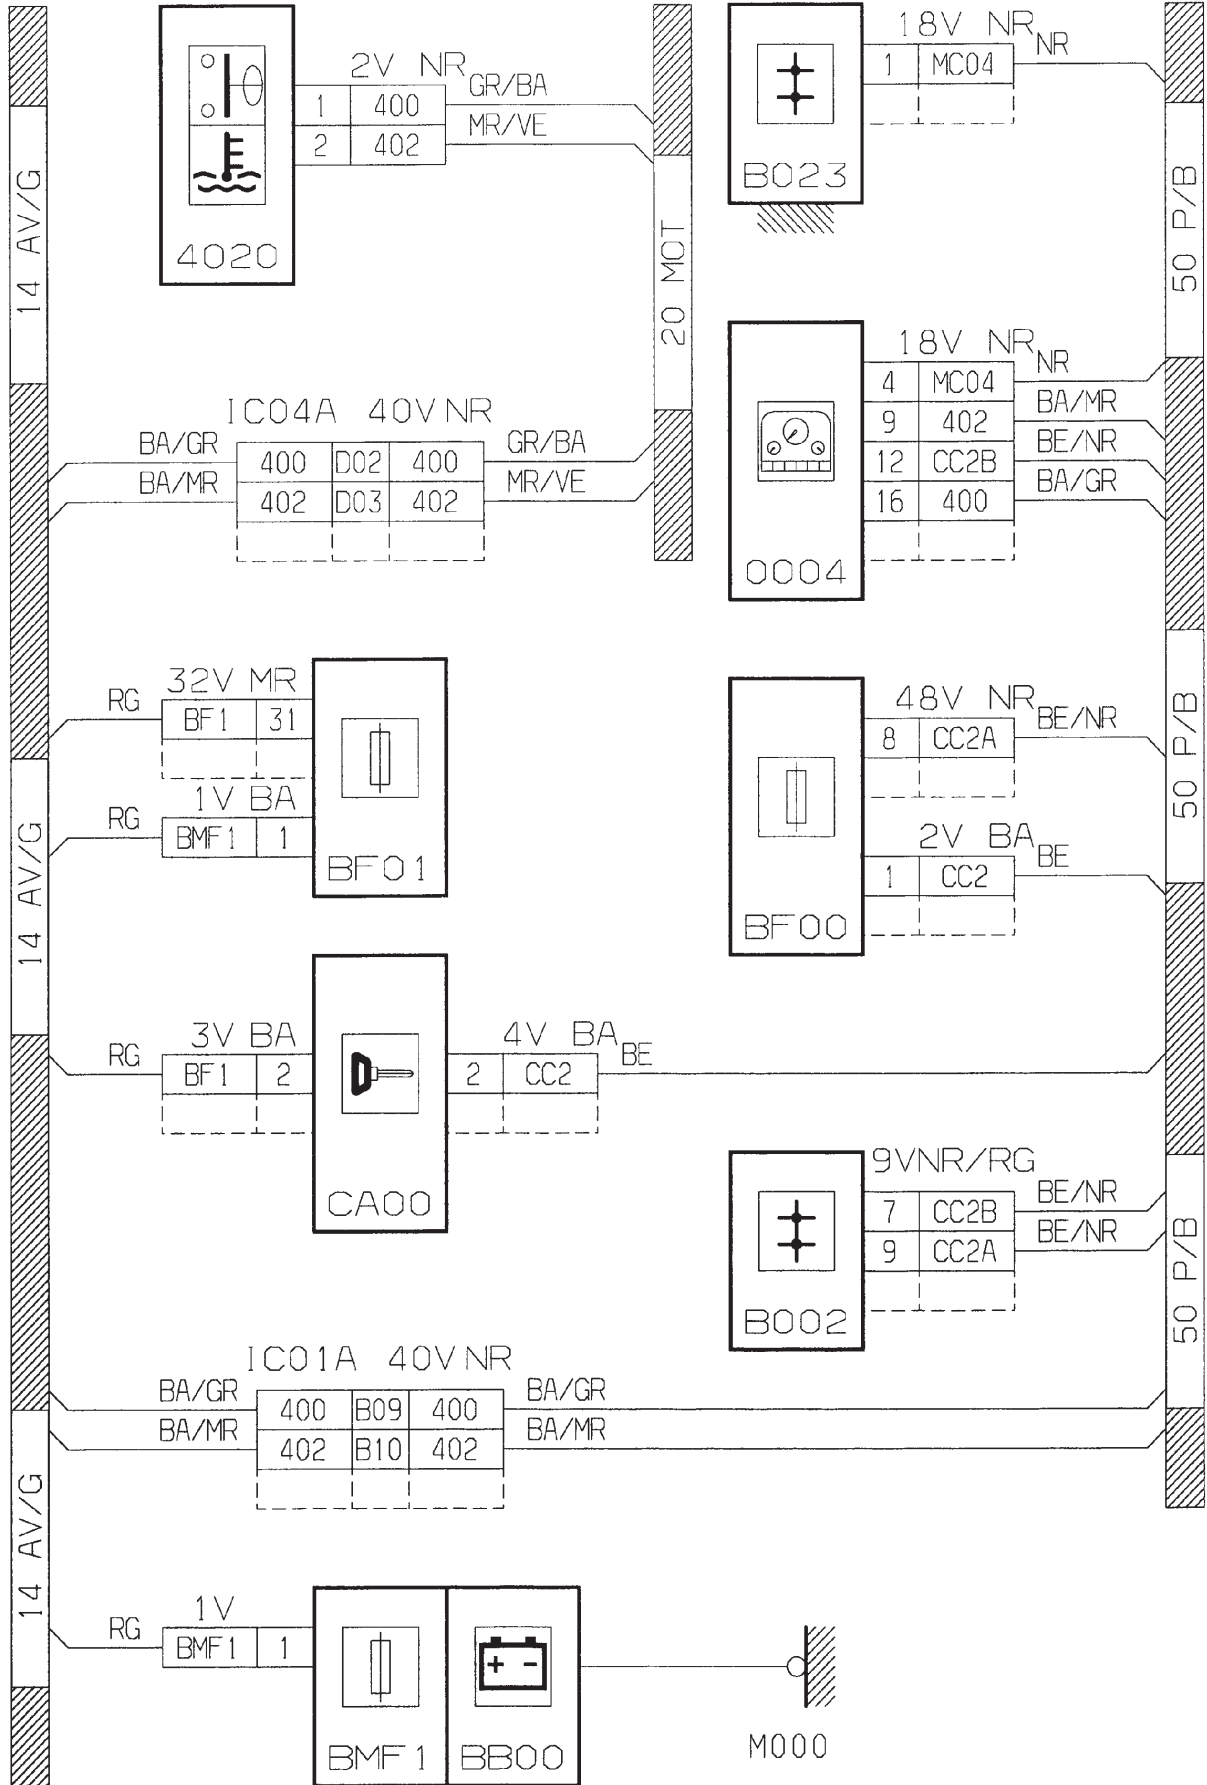 2V NR
GR/BA
1 400
MR/VE
2 402
4020
14 AV/G
20 MOT
18V NR
NR
1 MC04
B023
50 P/B
18V NR
NR
4 MC04
BA/MR
9 402
BE/NR
12 CC2B
BA/GR
16 400
0004
IC04A 40VNR
BA/GR 400 D02 400 GR/BA
BA/MR 402 D03 402 MR/VE
32V MR
RG BF1 31
1V BA
RG BMF1 1
BF01
14 AV/G
48V NR
BE/NR
8 CC2A
2V BA
BE
1 CC2
BF00
50 P/B
3V BA
RG BF1 2
4V BA
BE
2 CC2
CA00
9VNR/RG
7 CC2B BE/NR
9 CC2A BE/NR
B002
50 P/B
IC01A 40VNR
BA/GR 400 B09 400 BA/GR
BA/MR 402 B10 402 BA/MR
14 AV/G
1V
RG BMF1 1
+ -
BMF1 BB00
M000